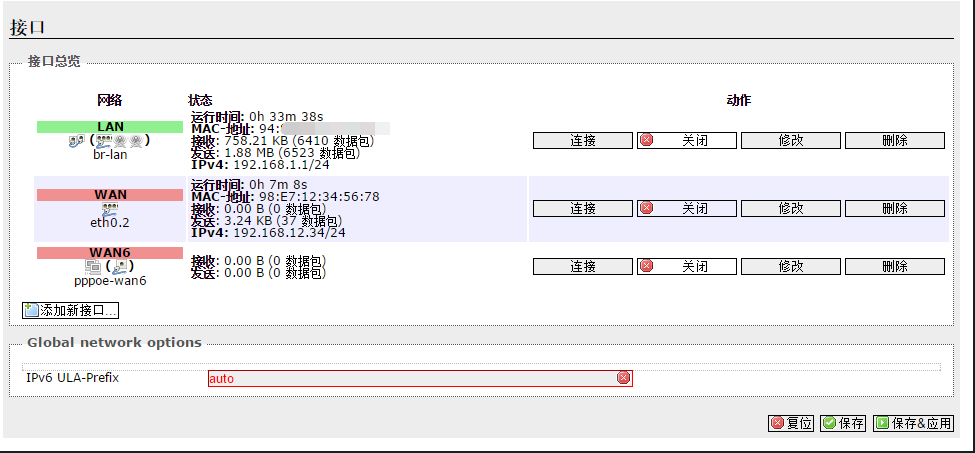 接口
接口总览
网络 状态 动作
LAN
( )
br-lan
运行时间: 0h 33m 38s
MAC-地址: 94:
接收: 758.21 KB (6410 数据包)
发送: 1.88 MB (6523 数据包)
IPv4: 192.168.1.1/24
连接 关闭 修改 删除
WAN
eth0.2
运行时间: 0h 7m 8s
MAC-地址: 98:E7:12:34:56:78
接收: 0.00 B (0 数据包)
发送: 3.24 KB (37 数据包)
IPv4: 192.168.12.34/24
连接 关闭 修改 删除
WAN6
( )
pppoe-wan6
接收: 0.00 B (0 数据包)
发送: 0.00 B (0 数据包)
连接 关闭 修改 删除
添加新接口...
Global network options
IPv6 ULA-Prefix auto
复位 保存 保存&应用